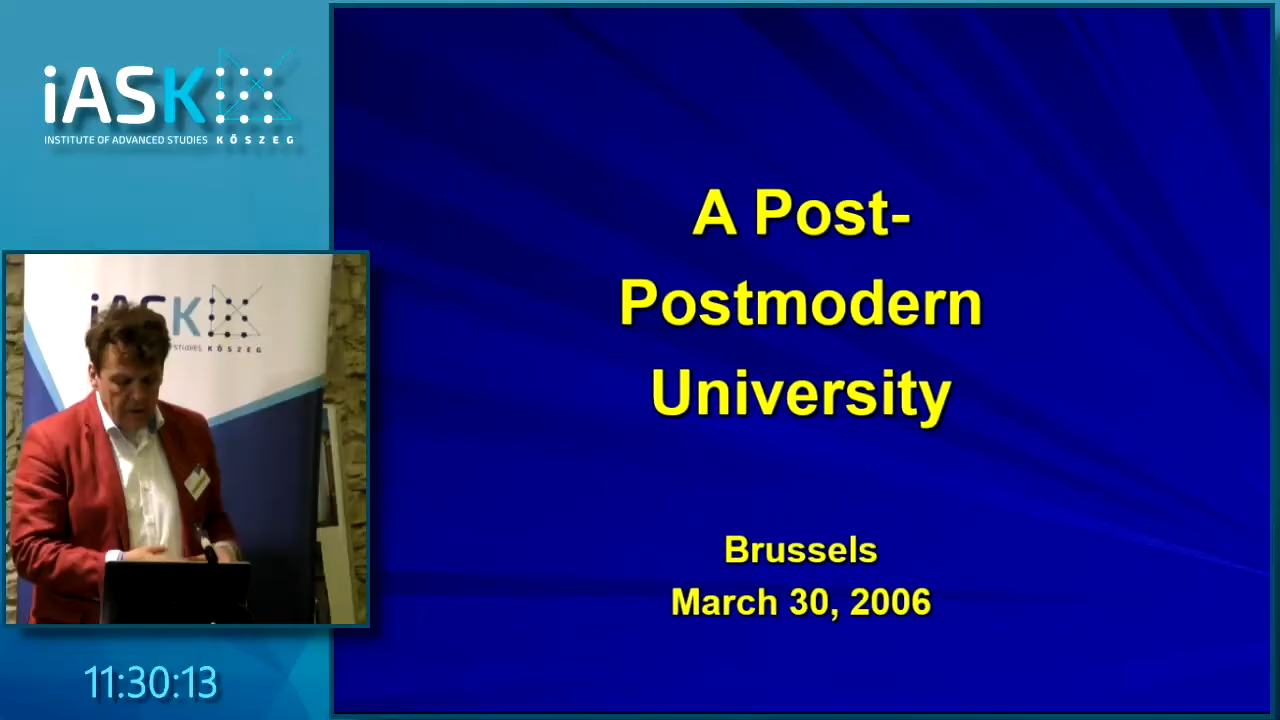 iASK
INSTITUTE OF ADVANCED STUDIES KŐSZEG
A Post-
Postmodern
University
Brussels
March 30, 2006
iASK
STUDIES KŐSZEG
11:30:13